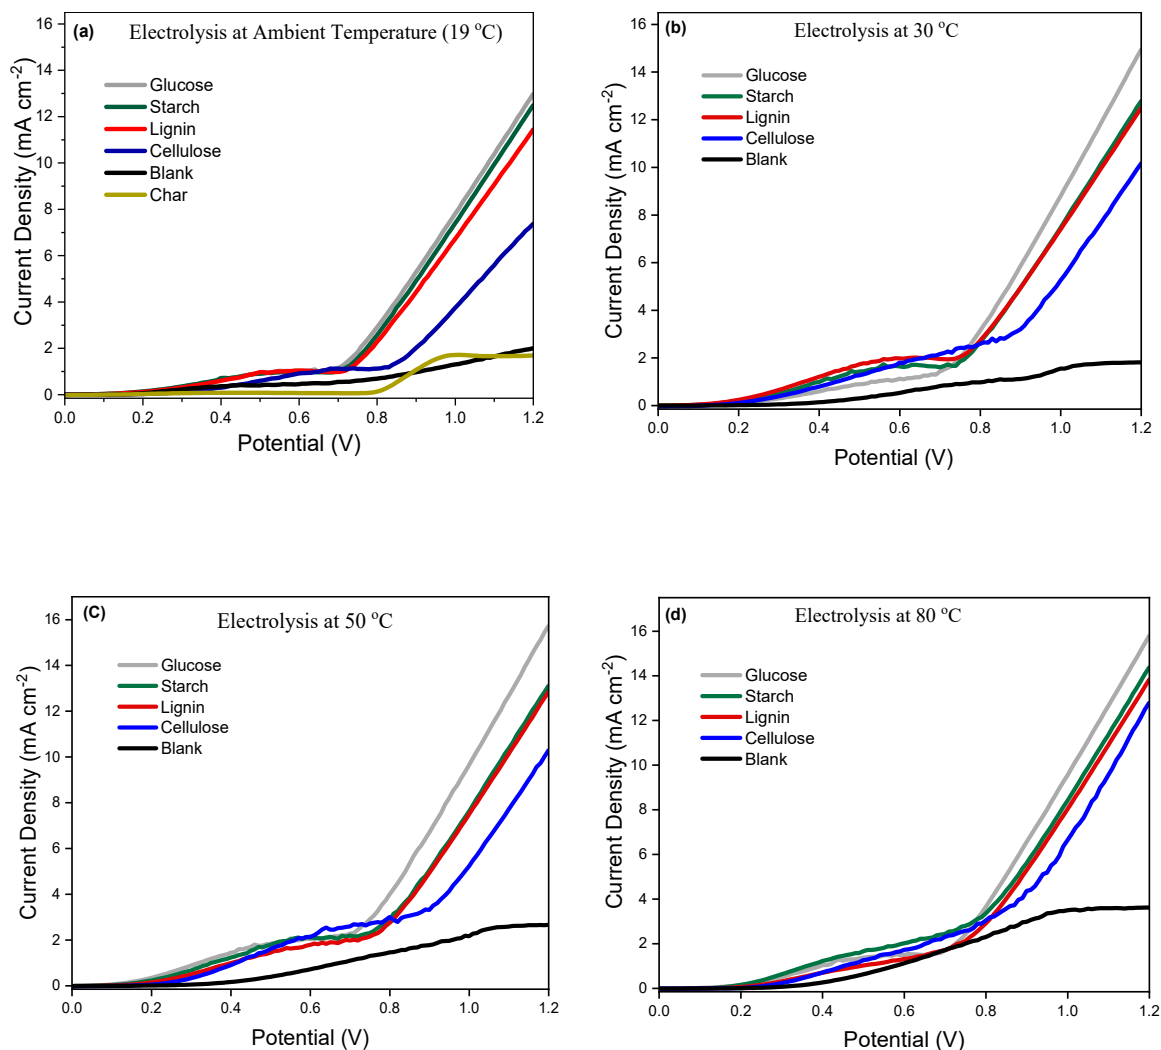 (a) Electrolysis at Ambient Temperature (19 °C)
Glucose
Starch
Lignin
Cellulose
Blank
Char
Current Density (mA cm⁻²)
16
14
12
10
8
6
4
2
0
0.0 0.2 0.4 0.6 0.8 1.0 1.2
Potential (V)
(b) Electrolysis at 30 °C
Glucose
Starch
Lignin
Cellulose
Blank
Current Density (mA cm⁻²)
16
14
12
10
8
6
4
2
0
0.0 0.2 0.4 0.6 0.8 1.0 1.2
Potential (V)
(C) Electrolysis at 50 °C
Glucose
Starch
Lignin
Cellulose
Blank
Current Density (mA cm⁻²)
16
14
12
10
8
6
4
2
0
0.0 0.2 0.4 0.6 0.8 1.0 1.2
Potential (V)
(d) Electrolysis at 80 °C
Glucose
Starch
Lignin
Cellulose
Blank
Current Density (mA cm⁻²)
16
14
12
10
8
6
4
2
0
0.0 0.2 0.4 0.6 0.8 1.0 1.2
Potential (V)